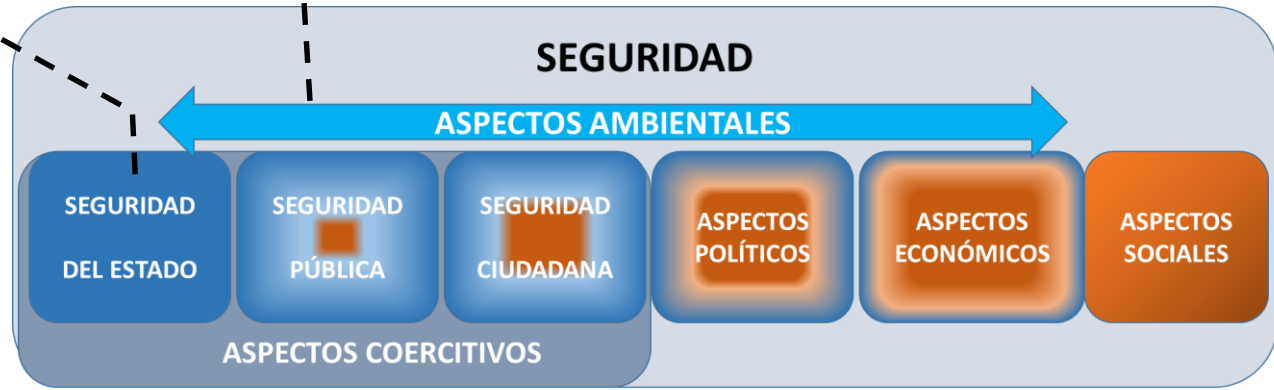 SEGURIDAD
ASPECTOS AMBIENTALES
SEGURIDAD
DEL ESTADO
SEGURIDAD
PÚBLICA
SEGURIDAD
CIUDADANA
ASPECTOS
POLÍTICOS
ASPECTOS
ECONÓMICOS
ASPECTOS
SOCIALES
ASPECTOS COERCITIVOS